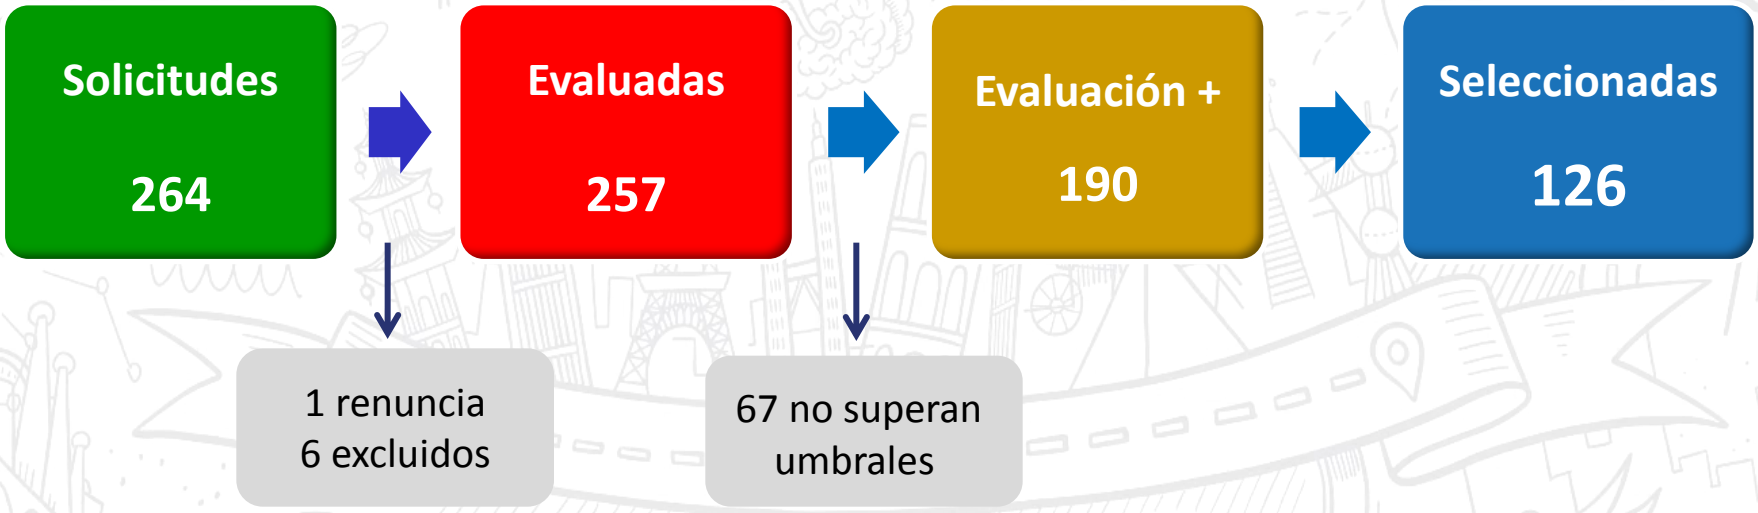 Solicitudes
264
Evaluadas
257
Evaluación +
190
Seleccionadas
126
1 renuncia
6 excluidos
67 no superan
umbrales